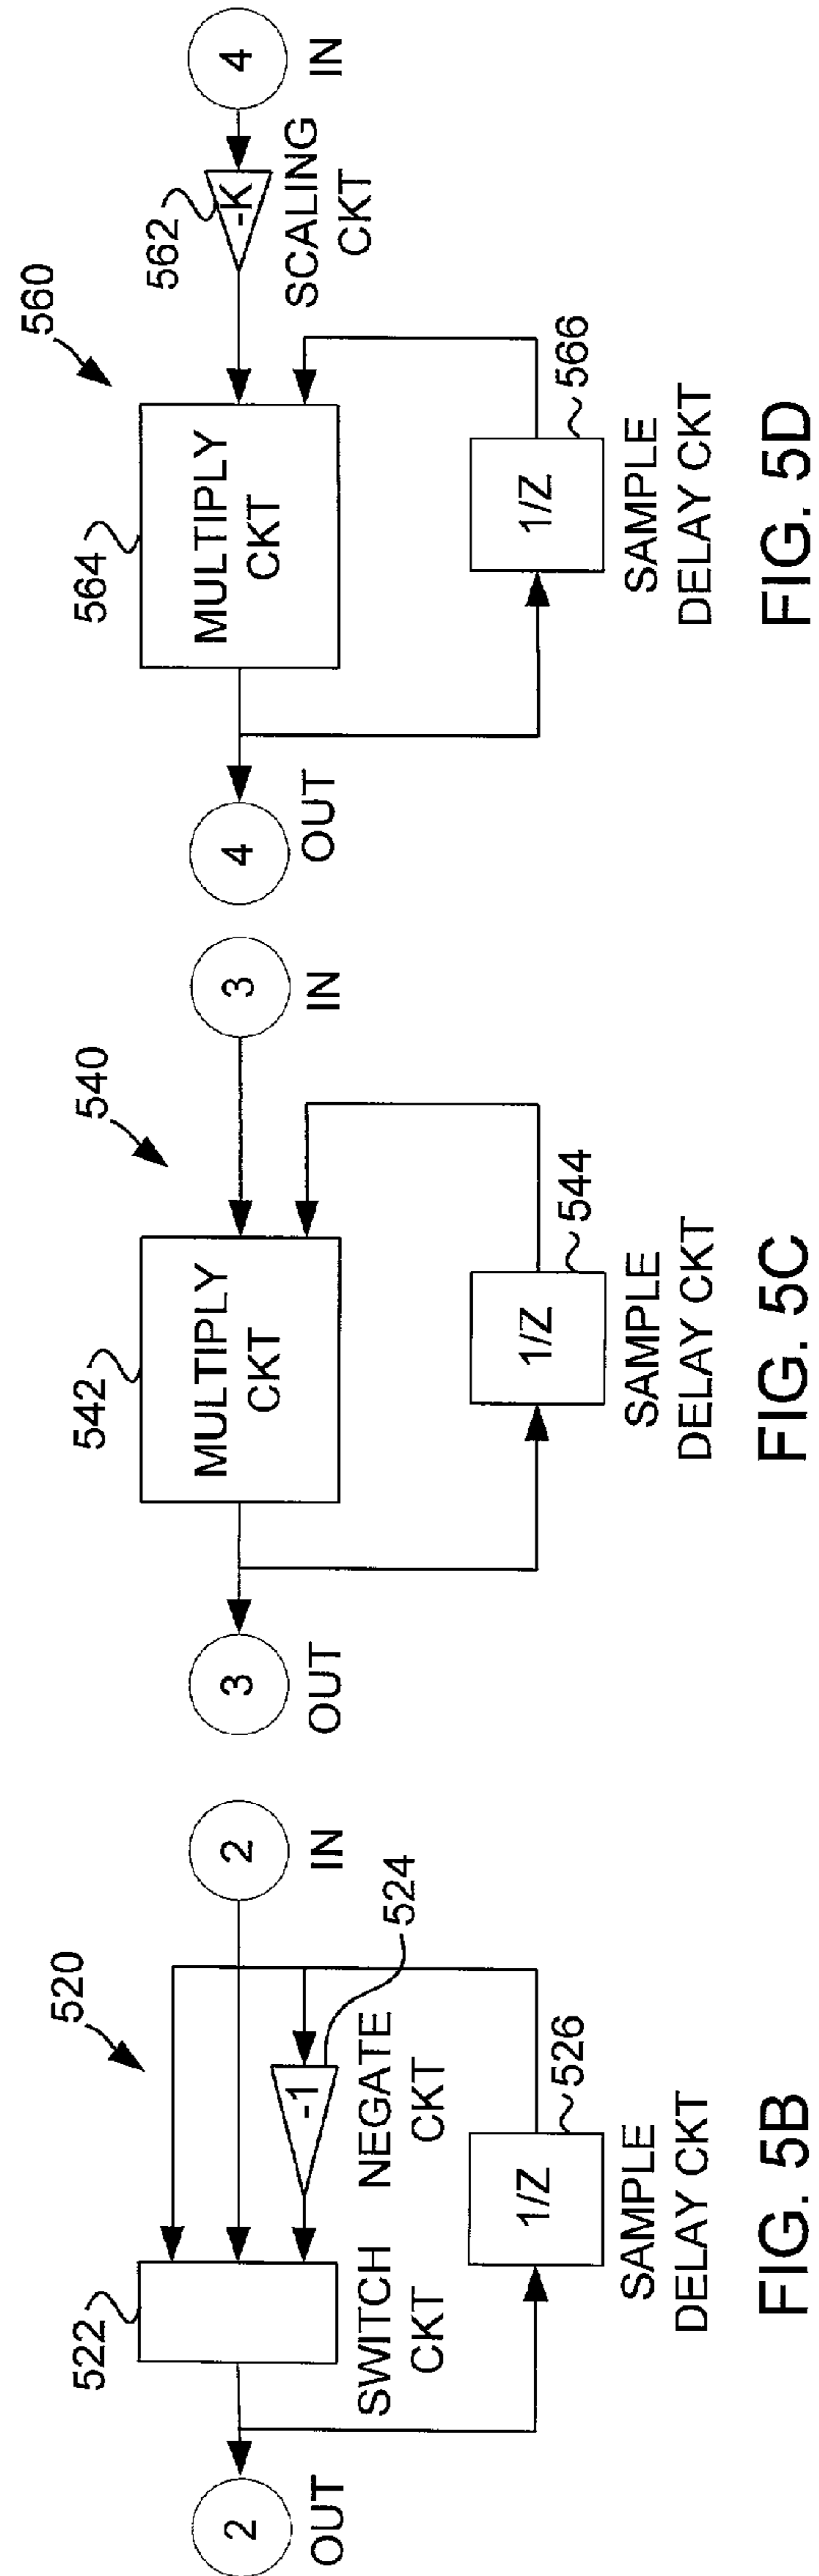 520
522
2
OUT
SWITCH
CKT
-1
NEGATE
CKT
524
2
IN
1/Z
526
SAMPLE
DELAY CKT
FIG. 5B
540
542
3
OUT
MULTIPLY
CKT
3
IN
1/Z
544
SAMPLE
DELAY CKT
FIG. 5C
560
564
4
OUT
MULTIPLY
CKT
562
-K
SCALING
CKT
4
IN
1/Z
566
SAMPLE
DELAY CKT
FIG. 5D